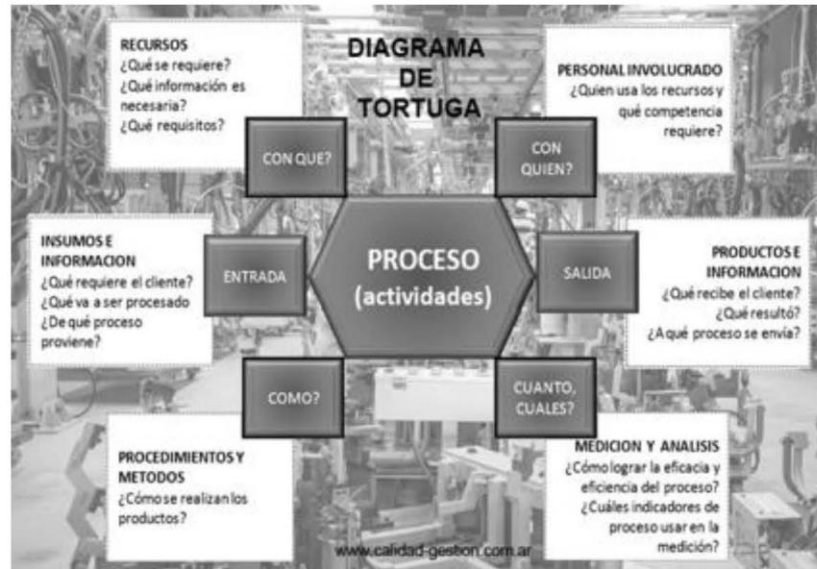 DIAGRAMA
DE
TORTUGA
RECURSOS
¿Qué se requiere?
¿Qué información es
necesaria?
¿Qué requisitos?
CON QUE?
PERSONAL INVOLUCRADO
¿Quien usa los recursos y
qué competencia
requiere?
CON
QUIEN?
INSUMOS E
INFORMACION
¿Qué requiere el cliente?
¿Qué va a ser procesado
¿De qué proceso
proviene?
ENTRADA
PROCESO
(actividades)
SALIDA
PRODUCTOS E
INFORMACION
¿Qué recibe el cliente?
¿Qué resultó?
¿A qué proceso se envía?
COMO?
PROCEDIMIENTOS Y
METODOS
¿Cómo se realizan los
productos?
CUANTO,
CUALES?
MEDICION Y ANALISIS
¿Cómo lograr la eficacia y
eficiencia del proceso?
¿Cuáles indicadores de
proceso usar en la
medición?
www.calidad-gestion.com.ar